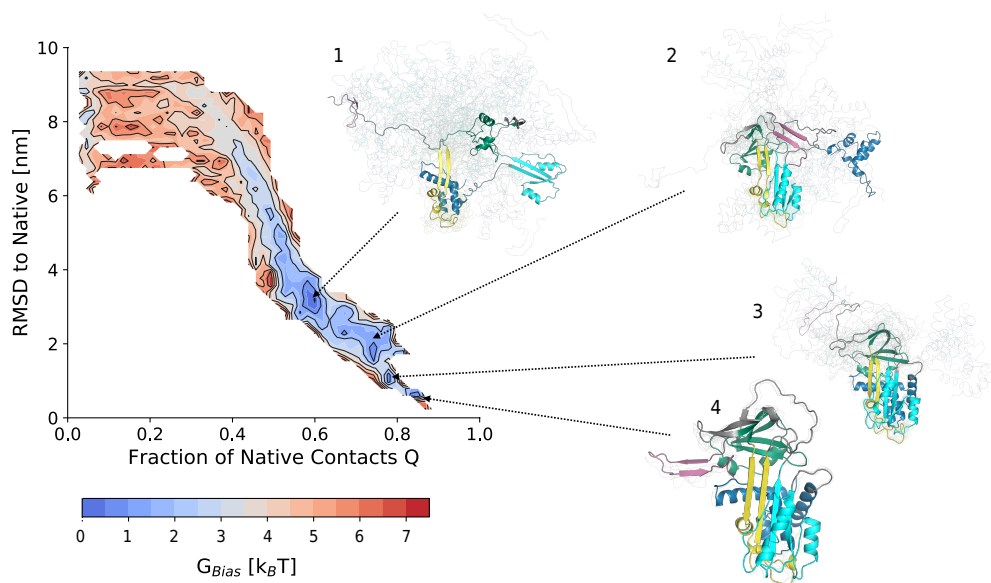 1
2
3
4
10
8
6
4
2
0
RMSD to Native [nm]
0.0 0.2 0.4 0.6 0.8 1.0
Fraction of Native Contacts Q
0 1 2 3 4 5 6 7
G_Bias [k_BT]